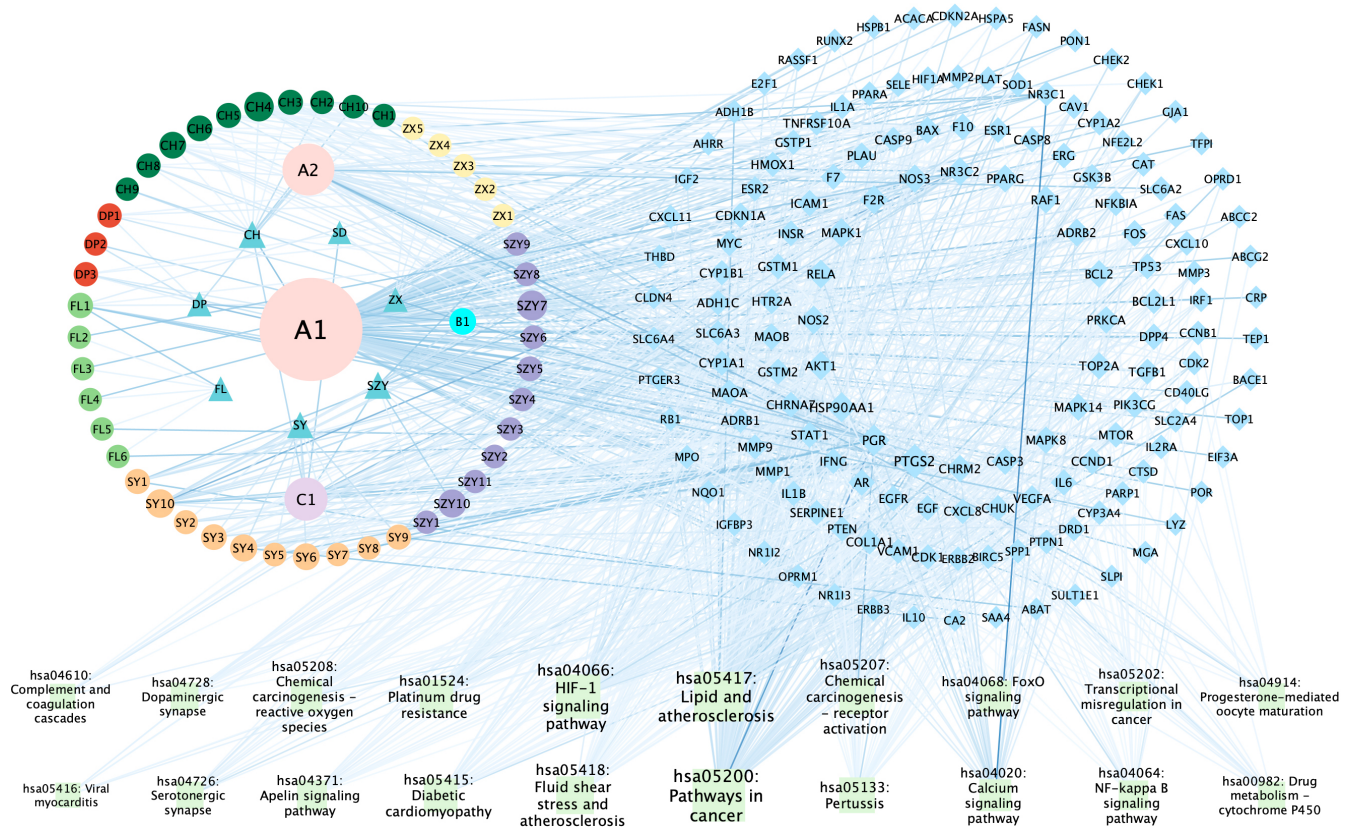 CH5
CH4
CH3
CH2
CH10
CH1
CH6
CH7
CH8
CH9
ZX5
ZX4
ZX3
ZX2
ZX1
A2
DP1
DP2
DP3
CH
SD
SZY9
SZY8
SZY7
SZY6
SZY5
SZY4
SZY3
SZY2
SZY11
SZY10
SZY1
FL1
FL2
FL3
FL4
FL5
FL6
DP
ZX
B1
A1
FL
SZY
SY
C1
SY1
SY10
SY2
SY3
SY4
SY5
SY6
SY7
SY8
SY9
HSPB1
ACACA
CDKN2A
HSPA5
FASN
RUNX2
PON1
RASSF1
CHEK2
E2F1
CHEK1
ADH1B
GJA1
AHRR
TFPI
IGF2
OPRD1
CXCL11
ABCC2
THBD
ABCG2
CLDN4
CRP
SLC6A4
TEP1
PTGER3
BACE1
RB1
TOP1
MPO
EIF3A
NQO1
POR
IGFBP3
LYZ
NR1I2
MGA
OPRM1
SLPI
NR1I3
SULT1E1
ERBB3
IL10
CA2
SAA4
ABAT
PPARA
SELE
HIF1A
MMP2
PLAT
SOD1
NR3C1
IL1A
CAV1
TNFRSF10A
CYP1A2
GSTP1
NFE2L2
HMOX1
CAT
ESR2
SLC6A2
CDKN1A
FAS
MYC
CXCL10
CYP1B1
MMP3
ADH1C
IRF1
SLC6A3
CCNB1
CYP1A1
CDK2
MAOA
CD40LG
ADRB1
SLC2A4
MMP9
IL2RA
MMP1
CTSD
IL1B
PARP1
SERPINE1
CYP3A4
PTEN
DRD1
COL1A1
PTPN1
VCAM1
CDK1
ERBB2
BIRC5
SPP1
CASP9
BAX
F10
ESR1
CASP8
PLAU
ERG
F7
GSK3B
ICAM1
NFKBIA
INSR
FOS
GSTM1
TP53
HTR2A
BCL2L1
MAOB
DPP4
GSTM2
TGFB1
CHRNA7
PIK3CG
STAT1
MTOR
IFNG
CCND1
AR
IL6
EGFR
VEGFA
EGF
CXCL8
CHUK
NOS3
NR3C2
PPARG
F2R
RAF1
MAPK1
ADRB2
RELA
BCL2
NOS2
PRKCA
AKT1
TOP2A
HSP90AA1
MAPK14
PGR
MAPK8
PTGS2
CHRM2
CASP3
hsa04610:
Complement and
coagulation
cascades
hsa04728:
Dopaminergic
synapse
hsa05208:
Chemical
carcinogenesis –
reactive oxygen
species
hsa01524:
Platinum drug
resistance
hsa04066:
HIF-1
signaling
pathway
hsa05417:
Lipid and
atherosclerosis
hsa05207:
Chemical
carcinogenesis
– receptor
activation
hsa04068: FoxO
signaling
pathway
hsa05202:
Transcriptional
misregulation in
cancer
hsa04914:
Progesterone-mediated
oocyte maturation
hsa05416: Viral
myocarditis
hsa04726:
Serotonergic
synapse
hsa04371:
Apelin signaling
pathway
hsa05415:
Diabetic
cardiomyopathy
hsa05418:
Fluid shear
stress and
atherosclerosis
hsa05200:
Pathways in
cancer
hsa05133:
Pertussis
hsa04020:
Calcium
signaling
pathway
hsa04064:
NF-kappa B
signaling
pathway
hsa00982: Drug
metabolism –
cytochrome P450